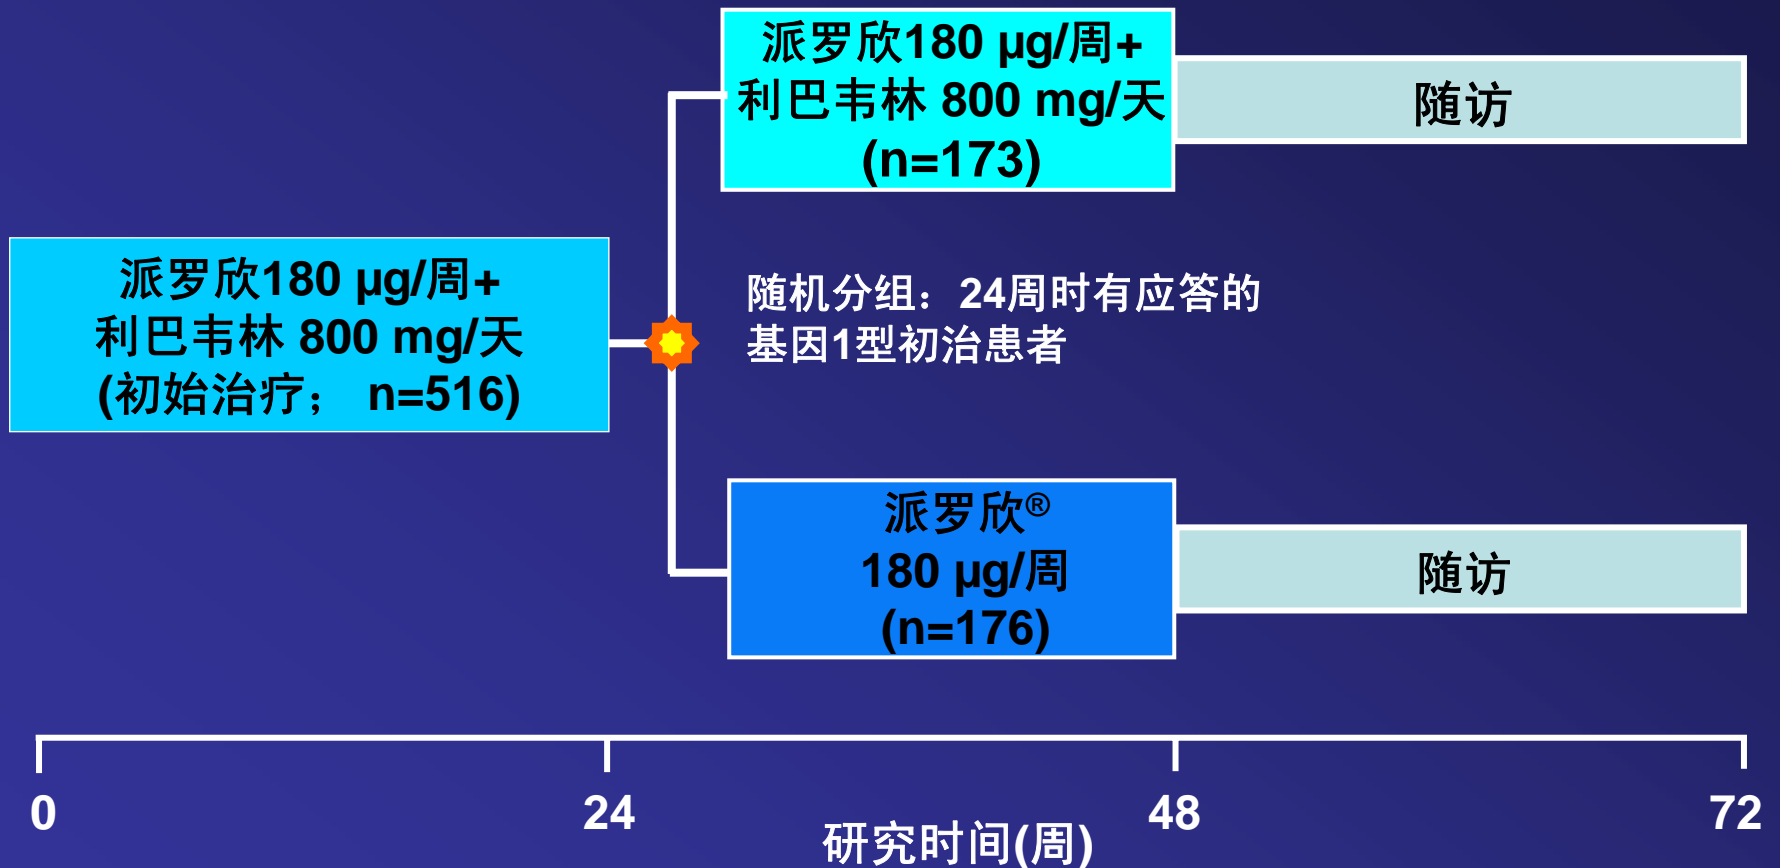 派罗欣180 µg/周+
利巴韦林 800 mg/天
(n=173)
随访
派罗欣180 µg/周+
利巴韦林 800 mg/天
(初始治疗； n=516)
随机分组：24周时有应答的
基因1型初治患者
派罗欣®
180 µg/周
(n=176)
随访
0
24
48
72
研究时间(周)